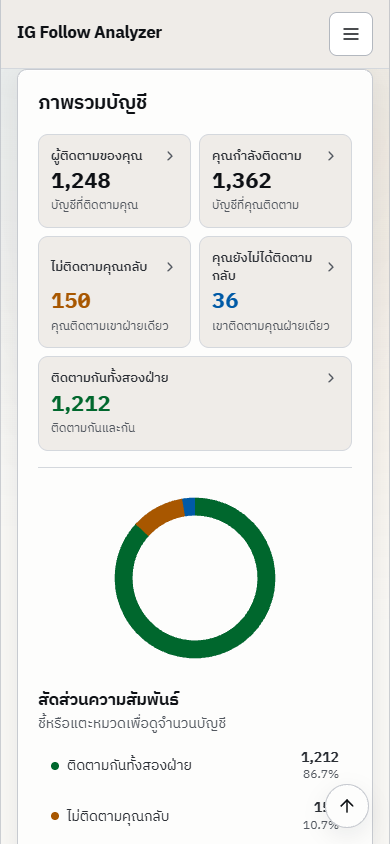 IG Follow Analyzer
ภาพรวมบัญชี
ผู้ติดตามของคุณ
1,248
บัญชีที่ติดตามคุณ
คุณกำลังติดตาม
1,362
บัญชีที่คุณติดตาม
ไม่ติดตามคุณกลับ
150
คุณติดตามเขาฝ่ายเดียว
คุณยังไม่ได้ติดตาม
กลับ
36
เขาติดตามคุณฝ่ายเดียว
ติดตามกันทั้งสองฝ่าย
1,212
ติดตามกันและกัน
สัดส่วนความสัมพันธ์
ชี้หรือแตะหมวดเพื่อดูจำนวนบัญชี
ติดตามกันทั้งสองฝ่าย
1,212
86.7%
ไม่ติดตามคุณกลับ
10.7%